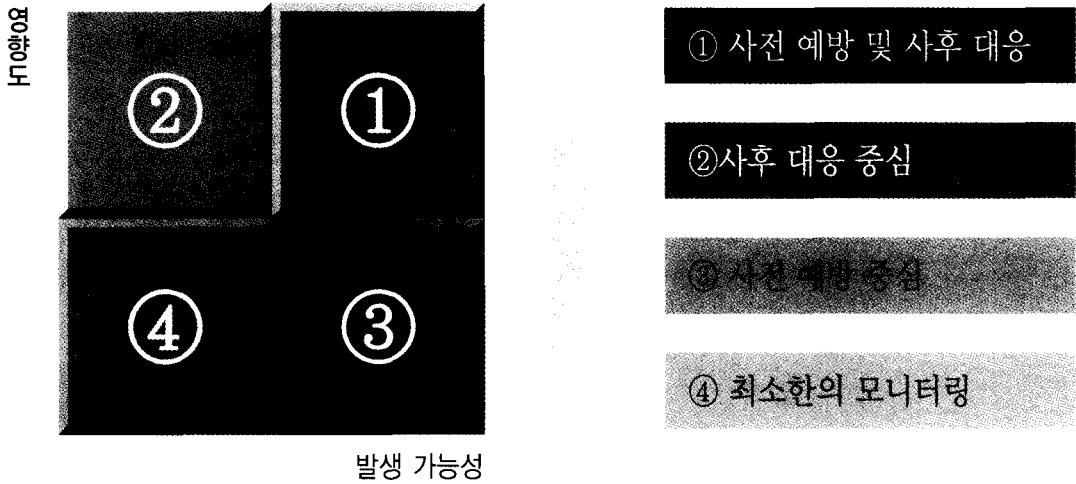 영향도
②
①
④
③
발생 가능성
① 사전 예방 및 사후 대응
②사후 대응 중심
③ 사전 예방 중심
④ 최소한의 모니터링